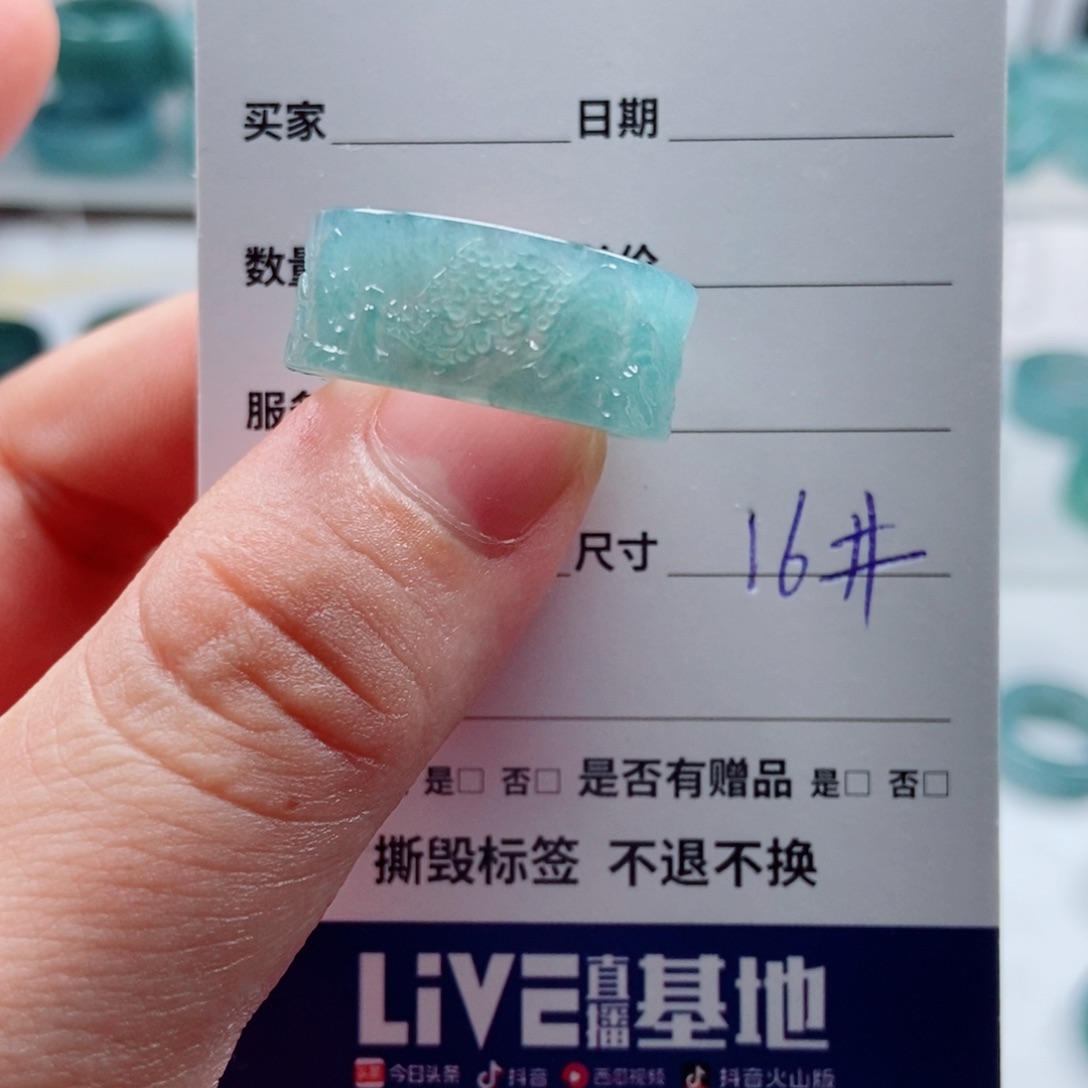 买家 日期
数量
服
尺寸 16#
是□ 否□ 是否有赠品 是□ 否□
撕毁标签 不退不换
LiVE直播基地
今日头条 抖音 西瓜视频 抖音火山版